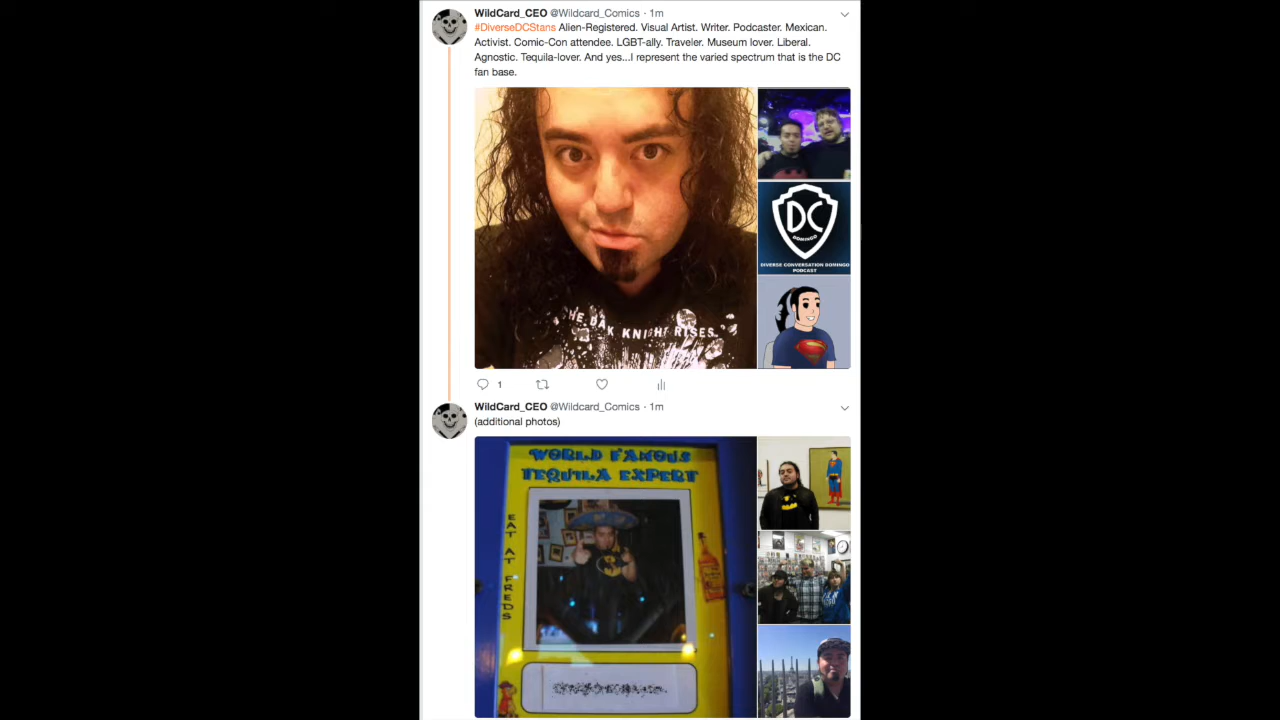 WildCard_CEO @Wildcard_Comics · 1m
#DiverseDCStans Alien-Registered. Visual Artist. Writer. Podcaster. Mexican.
Activist. Comic-Con attendee. LGBT-ally. Traveler. Museum lover. Liberal.
Agnostic. Tequila-lover. And yes...I represent the varied spectrum that is the DC
fan base.
THE DARK KNIGHT RISES
DC
DOMINGO
DIVERSE CONVERSATION DOMINGO
PODCAST
1
WildCard_CEO @Wildcard_Comics · 1m
(additional photos)
WORLD FAMOUS
TEQUILA EXPERT
EAT AT FREDS